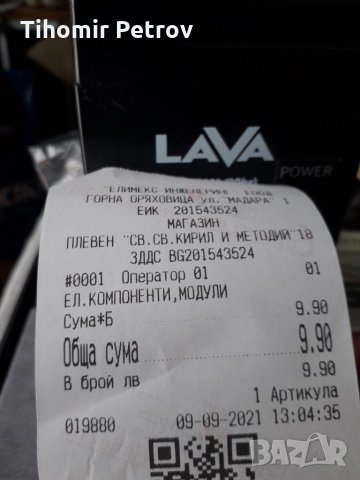 Tihomir Petrov
LAVA
POWER
"ЕЛИМЕКС ИНЖЕНЕРИНГ" ЕООД
ГОРНА ОРЯХОВИЦА ул."МАДАРА" 1
ЕИК 201543524
МАГАЗИН
ПЛЕВЕН "СВ.СВ.КИРИЛ И МЕТОДИЙ"18
ЗДДС BG201543524
#0001 Оператор 01 01
ЕЛ.КОМПОНЕНТИ,МОДУЛИ
Сума*Б 9.90
Обща сума 9.90
В брой лв 9.90
1 Артикула
019880 09-09-2021 13:04:35
BAZAR